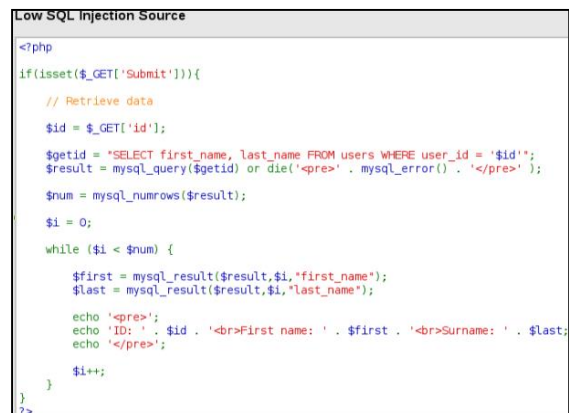 Low SQL Injection Source
<?php
if(isset($_GET['Submit'])){
// Retrieve data
$id = $_GET['id'];
$getid = "SELECT first_name, last_name FROM users WHERE user_id = '$id'";
$result = mysql_query($getid) or die('<pre>' . mysql_error() . '</pre>' );
$num = mysql_numrows($result);
$i = 0;
while ($i < $num) {
$first = mysql_result($result,$i,"first_name");
$last = mysql_result($result,$i,"last_name");
echo '<pre>';
echo 'ID: ' . $id . '<br>First name: ' . $first . '<br>Surname: ' . $last;
echo '</pre>';
$i++;
}
}
?>